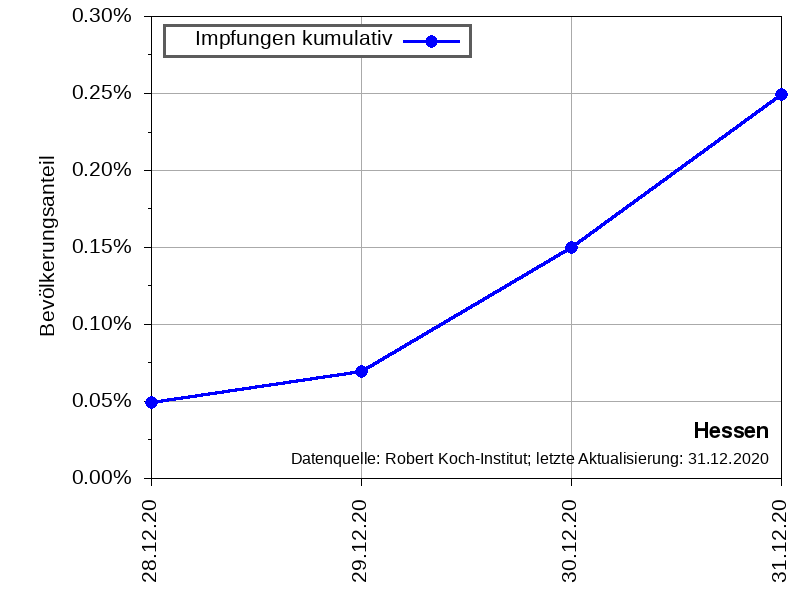 0.30%
0.25%
0.20%
0.15%
0.10%
0.05%
0.00%
Bevölkerungsanteil
Impfungen kumulativ
Hessen
Datenquelle: Robert Koch-Institut; letzte Aktualisierung: 31.12.2020
28.12.20
29.12.20
30.12.20
31.12.20